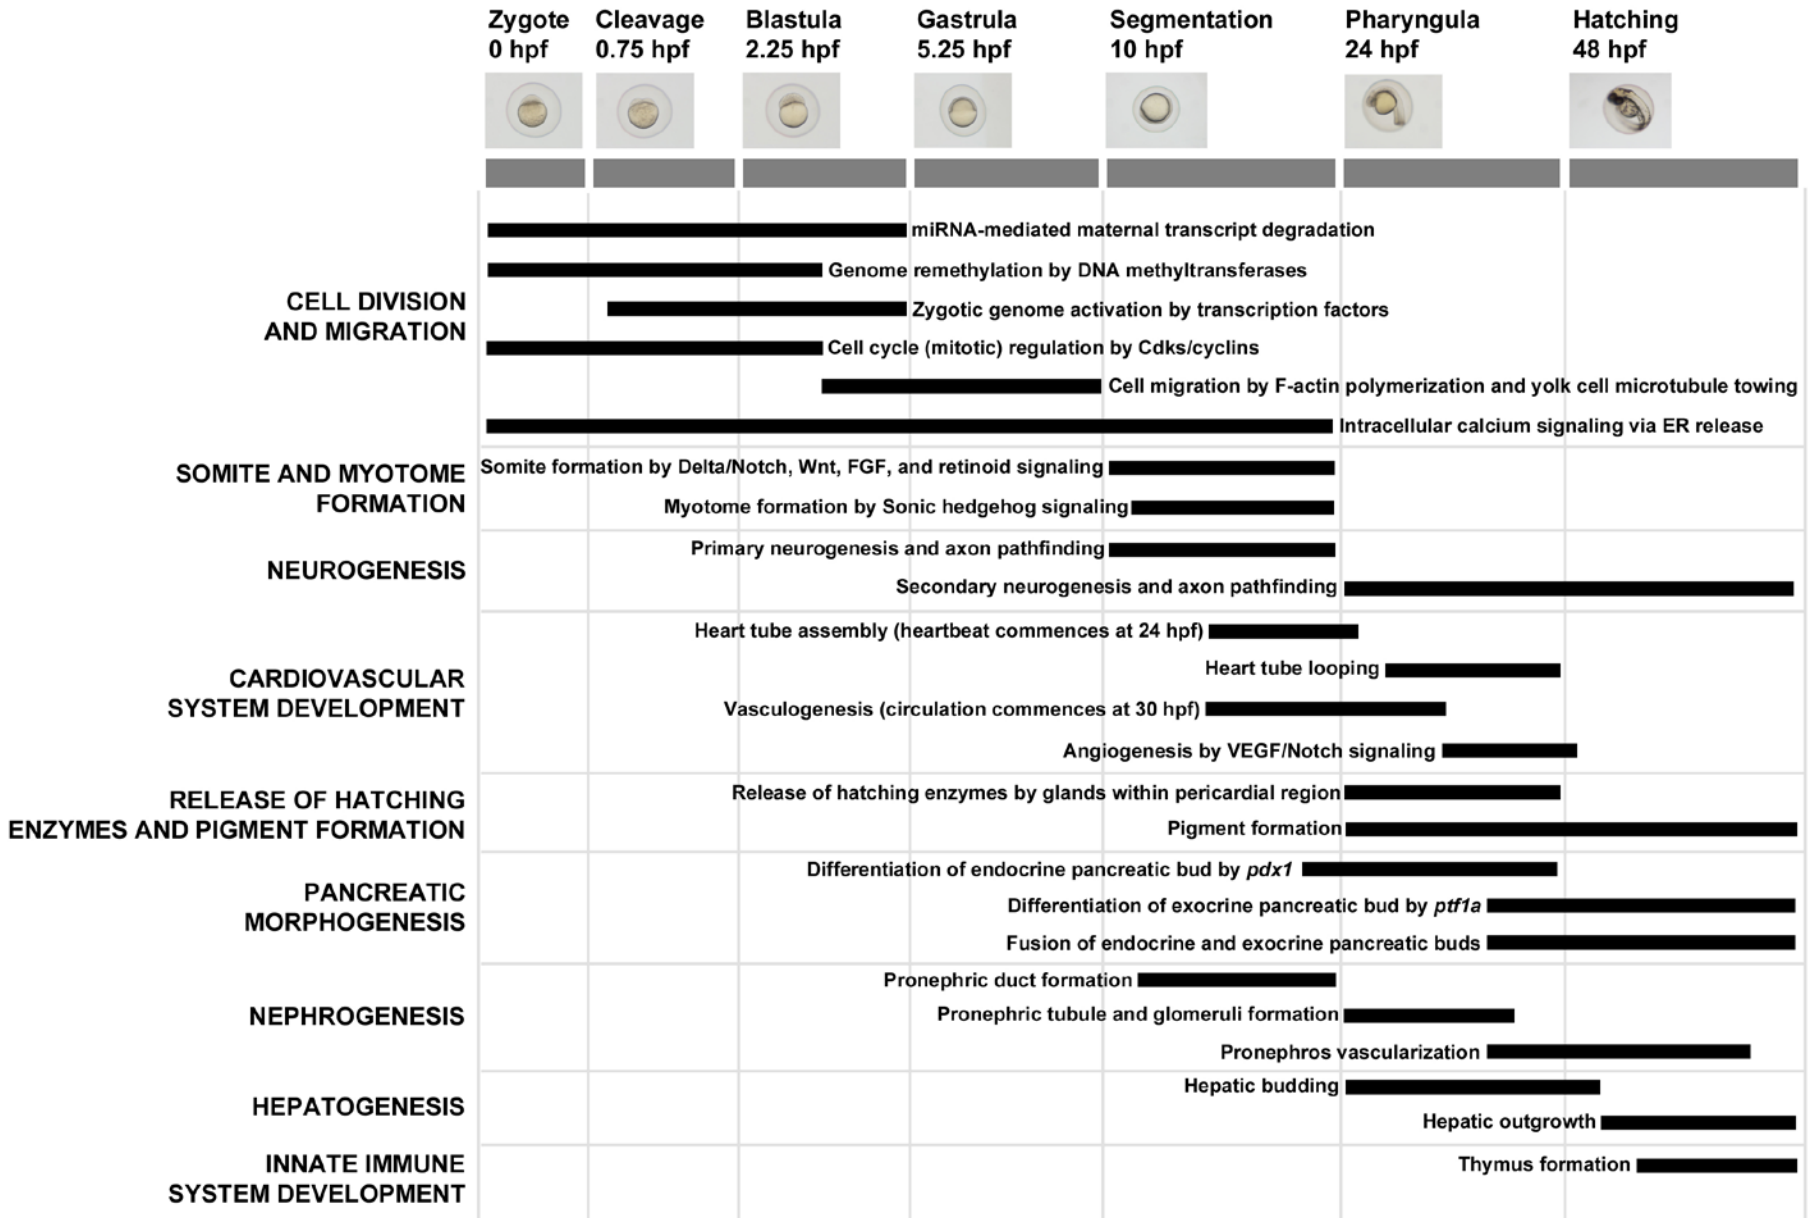 Zygote Cleavage Blastula Gastrula Segmentation Pharyngula Hatching
0 hpf 0.75 hpf 2.25 hpf 5.25 hpf 10 hpf 24 hpf 48 hpf
CELL DIVISION
AND MIGRATION
miRNA-mediated maternal transcript degradation
Genome remethylation by DNA methyltransferases
Zygotic genome activation by transcription factors
Cell cycle (mitotic) regulation by Cdks/cyclins
Cell migration by F-actin polymerization and yolk cell microtubule towing
Intracellular calcium signaling via ER release
SOMITE AND MYOTOME
FORMATION
Somite formation by Delta/Notch, Wnt, FGF, and retinoid signaling
Myotome formation by Sonic hedgehog signaling
NEUROGENESIS
Primary neurogenesis and axon pathfinding
Secondary neurogenesis and axon pathfinding
CARDIOVASCULAR
SYSTEM DEVELOPMENT
Heart tube assembly (heartbeat commences at 24 hpf)
Heart tube looping
Vasculogenesis (circulation commences at 30 hpf)
Angiogenesis by VEGF/Notch signaling
RELEASE OF HATCHING
ENZYMES AND PIGMENT FORMATION
Release of hatching enzymes by glands within pericardial region
Pigment formation
PANCREATIC
MORPHOGENESIS
Differentiation of endocrine pancreatic bud by pdx1
Differentiation of exocrine pancreatic bud by ptf1a
Fusion of endocrine and exocrine pancreatic buds
NEPHROGENESIS
Pronephric duct formation
Pronephric tubule and glomeruli formation
Pronephros vascularization
HEPATOGENESIS
Hepatic budding
Hepatic outgrowth
INNATE IMMUNE
SYSTEM DEVELOPMENT
Thymus formation